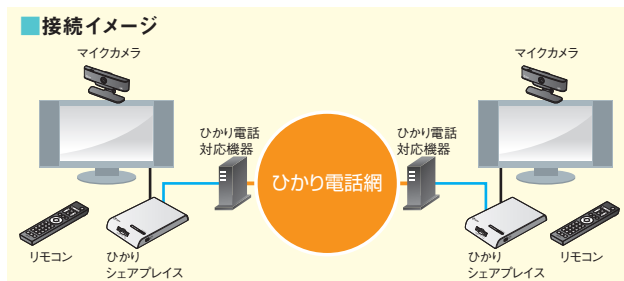 ■接続イメージ
マイクカメラ
マイクカメラ
ひかり電話
対応機器
ひかり電話
対応機器
ひかり電話網
リモコン
ひかり
シェアプレイス
ひかり
シェアプレイス
リモコン